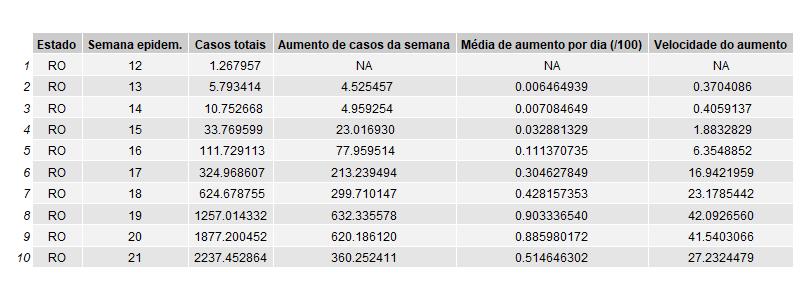 Estado Semana epidem. Casos totais Aumento de casos da semana Média de aumento por dia (/100) Velocidade do aumento
1 RO 12 1.267957 NA NA NA
2 RO 13 5.793414 4.525457 0.006464939 0.3704086
3 RO 14 10.752668 4.959254 0.007084649 0.4059137
4 RO 15 33.769599 23.016930 0.032881329 1.8832829
5 RO 16 111.729113 77.959514 0.111370735 6.3548852
6 RO 17 324.968607 213.239494 0.304627849 16.9421959
7 RO 18 624.678755 299.710147 0.428157353 23.1785442
8 RO 19 1257.014332 632.335578 0.903336540 42.0926560
9 RO 20 1877.200452 620.186120 0.885980172 41.5403066
10 RO 21 2237.452864 360.252411 0.514646302 27.2324479